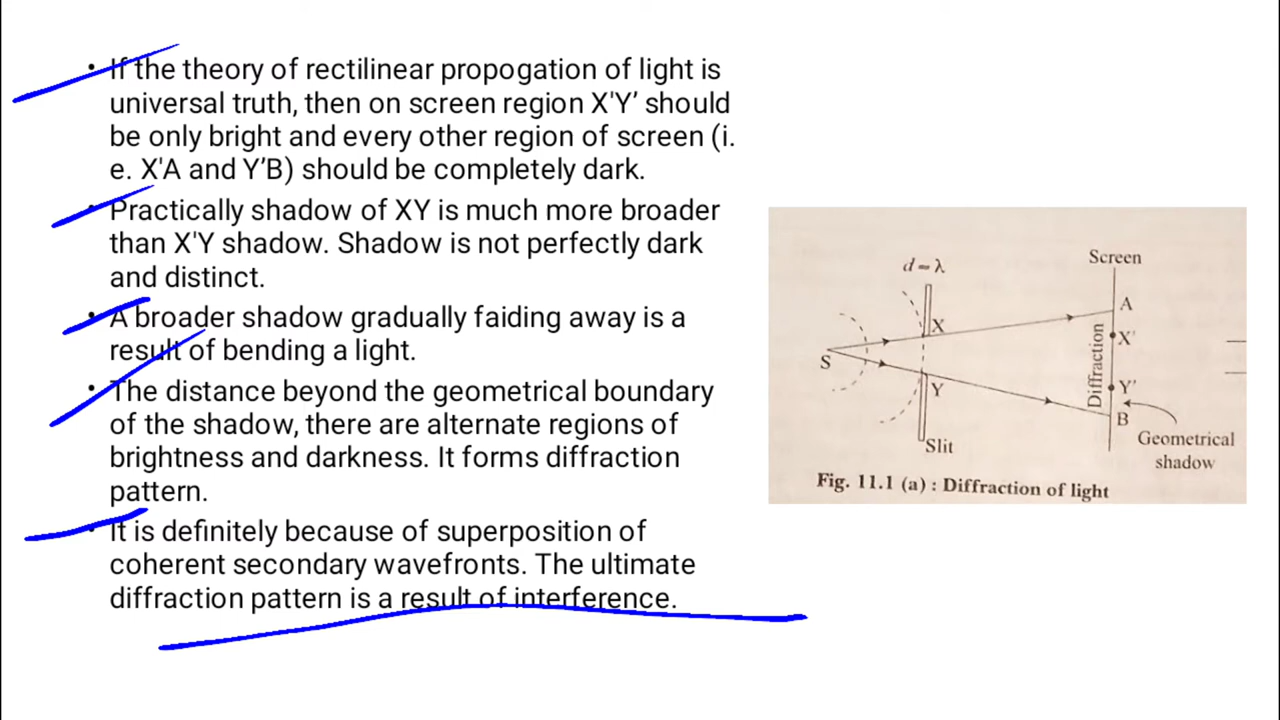 • If the theory of rectilinear propogation of light is
universal truth, then on screen region X'Y’ should
be only bright and every other region of screen (i.
e. X'A and Y’B) should be completely dark.
• Practically shadow of XY is much more broader
than X'Y shadow. Shadow is not perfectly dark
and distinct.
• A broader shadow gradually faiding away is a
result of bending a light.
• The distance beyond the geometrical boundary
of the shadow, there are alternate regions of
brightness and darkness. It forms diffraction
pattern.
• It is definitely because of superposition of
coherent secondary wavefronts. The ultimate
diffraction pattern is a result of interference.
Screen
d = λ
A
X
X'
Diffraction
S
Y
Y'
B
Slit
Geometrical
shadow
Fig. 11.1 (a) : Diffraction of light